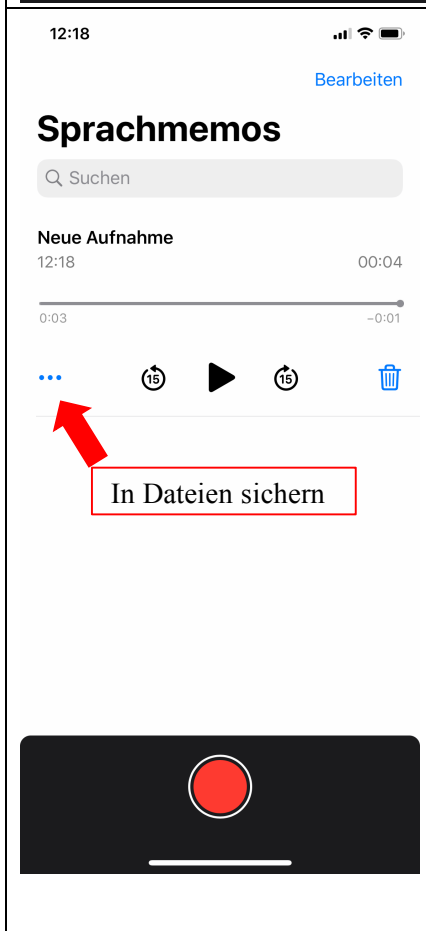 12:18
Bearbeiten
Sprachmemos
Suchen
Neue Aufnahme
12:18 00:04
0:03 −0:01
15 15
In Dateien sichern